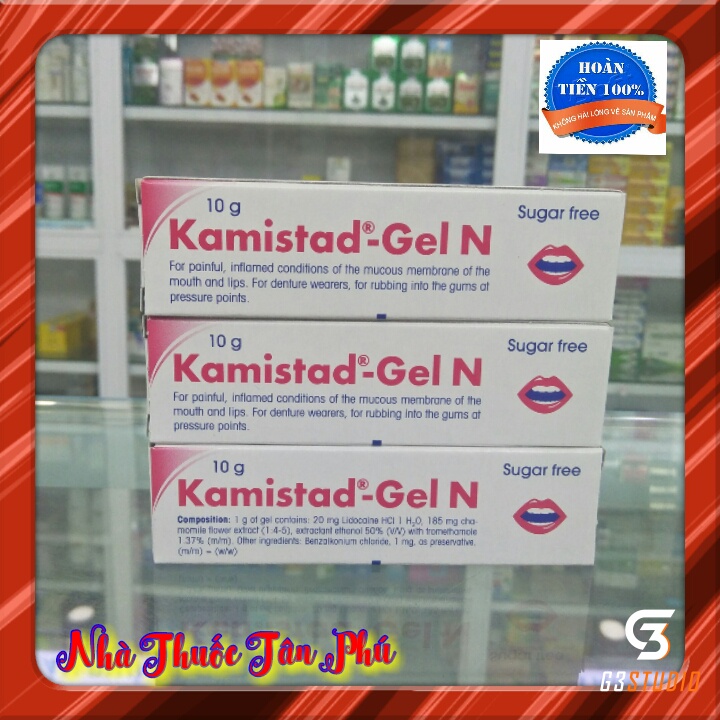 HOÀN
TIỀN 100%
KHÔNG HÀI LÒNG VỀ SẢN PHẨM
10 g
Sugar free
Kamistad®-Gel N
For painful, inflamed conditions of the mucous membrane of the
mouth and lips. For denture wearers, for rubbing into the gums at
pressure points.
10 g
Sugar free
Kamistad®-Gel N
For painful, inflamed conditions of the mucous membrane of the
mouth and lips. For denture wearers, for rubbing into the gums at
pressure points.
10 g
Sugar free
Kamistad®-Gel N
Composition: 1 g of gel contains: 20 mg Lidocaine HCl 1 H₂O, 185 mg cha-
momile flower extract (1:4-5), extractant ethanol 50% (V/V) with trometamole
1.37% (m/m). Other ingredients: Benzalkonium chloride, 1 mg, as preservative.
(m/m) = (w/w)
Nhà Thuốc Tân Phú
G3STUDIO